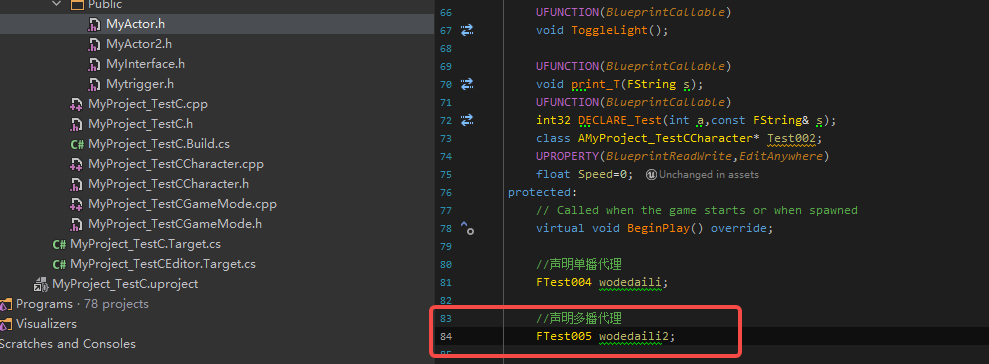 Public
MyActor.h
MyActor2.h
MyInterface.h
Mytrigger.h
MyProject_TestC.cpp
MyProject_TestC.h
C# MyProject_TestC.Build.cs
MyProject_TestCCharacter.cpp
MyProject_TestCCharacter.h
MyProject_TestCGameMode.cpp
MyProject_TestCGameMode.h
C# MyProject_TestC.Target.cs
C# MyProject_TestCEditor.Target.cs
MyProject_TestC.uproject
Programs · 78 projects
Visualizers
Scratches and Consoles
66 UFUNCTION(BlueprintCallable)
67 void ToggleLight();
68
69 UFUNCTION(BlueprintCallable)
70 void print_T(FString s);
71 UFUNCTION(BlueprintCallable)
72 int32 DECLARE_Test(int a,const FString& s);
73 class AMyProject_TestCCharacter* Test002;
74 UPROPERTY(BlueprintReadWrite,EditAnywhere)
75 float Speed=0; Unchanged in assets
76 protected:
77 // Called when the game starts or when spawned
78 virtual void BeginPlay() override;
79
80 //声明单播代理
81 FTest004 wodedaili;
82
83 //声明多播代理
84 FTest005 wodedaili2;